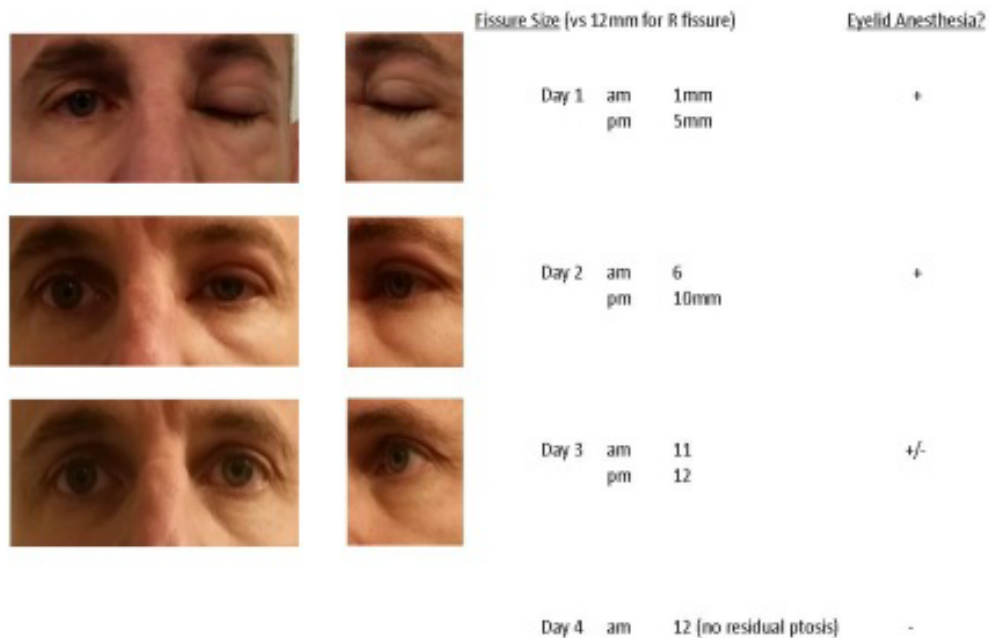 Fissure Size (vs 12mm for R fissure) Eyelid Anesthesia?
Day 1 am 1mm +
pm 5mm
Day 2 am 6 +
pm 10mm
Day 3 am 11 +/-
pm 12
Day 4 am 12 (no residual ptosis) -